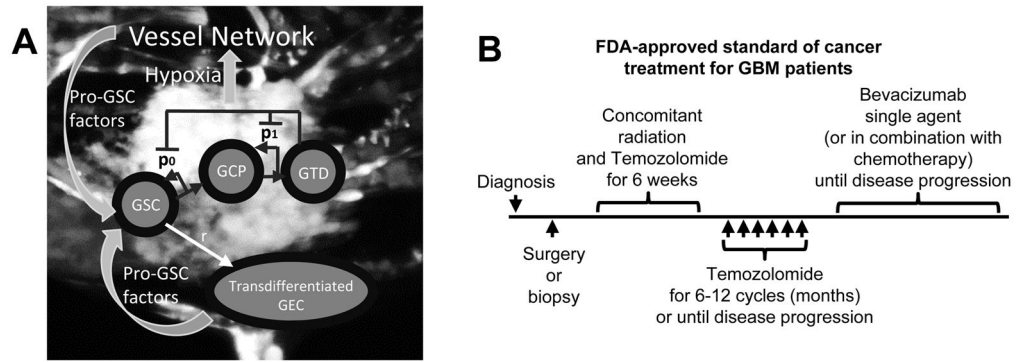 A
Vessel Network
Hypoxia
Pro-GSC
factors
p1
p0
GCP
GTD
GSC
r
Pro-GSC
factors
Transdifferentiated
GEC
B
FDA-approved standard of cancer
treatment for GBM patients
Concomitant
radiation
and Temozolomide
for 6 weeks
Bevacizumab
single agent
(or in combination with
chemotherapy)
until disease progression
Diagnosis
Surgery
or
biopsy
Temozolomide
for 6-12 cycles (months)
or until disease progression